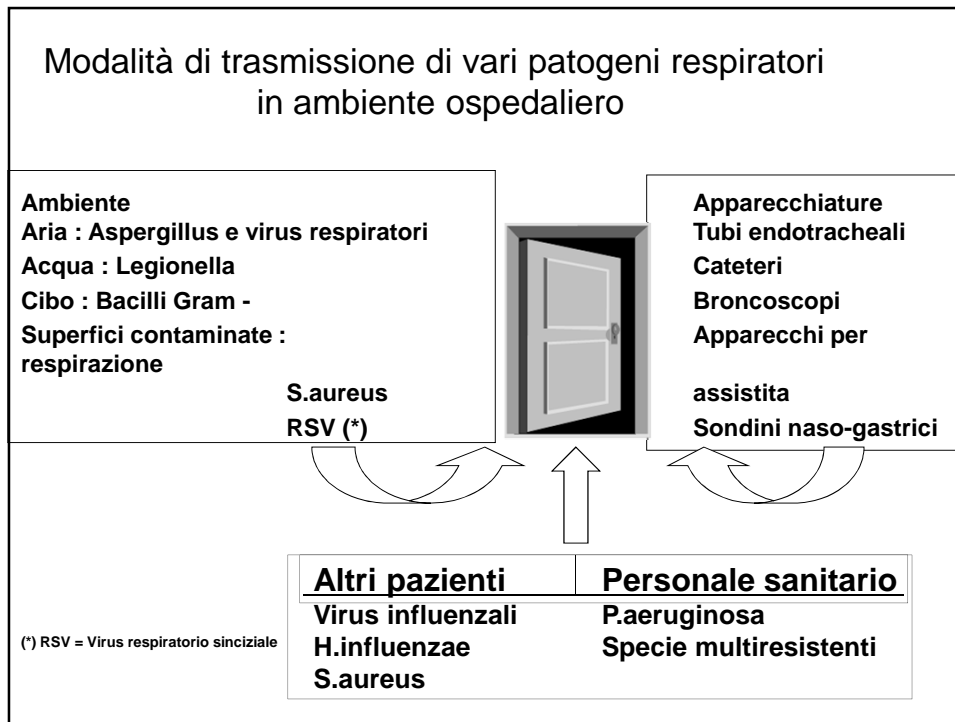 Modalità di trasmissione di vari patogeni respiratori
in ambiente ospedaliero
Ambiente
Aria : Aspergillus e virus respiratori
Acqua : Legionella
Cibo : Bacilli Gram -
Superfici contaminate :
respirazione
S.aureus
RSV (*)
Apparecchiature
Tubi endotracheali
Cateteri
Broncoscopi
Apparecchi per
assistita
Sondini naso-gastrici
Altri pazienti
Virus influenzali
H.influenzae
S.aureus
Personale sanitario
P.aeruginosa
Specie multiresistenti
(*) RSV = Virus respiratorio sinciziale